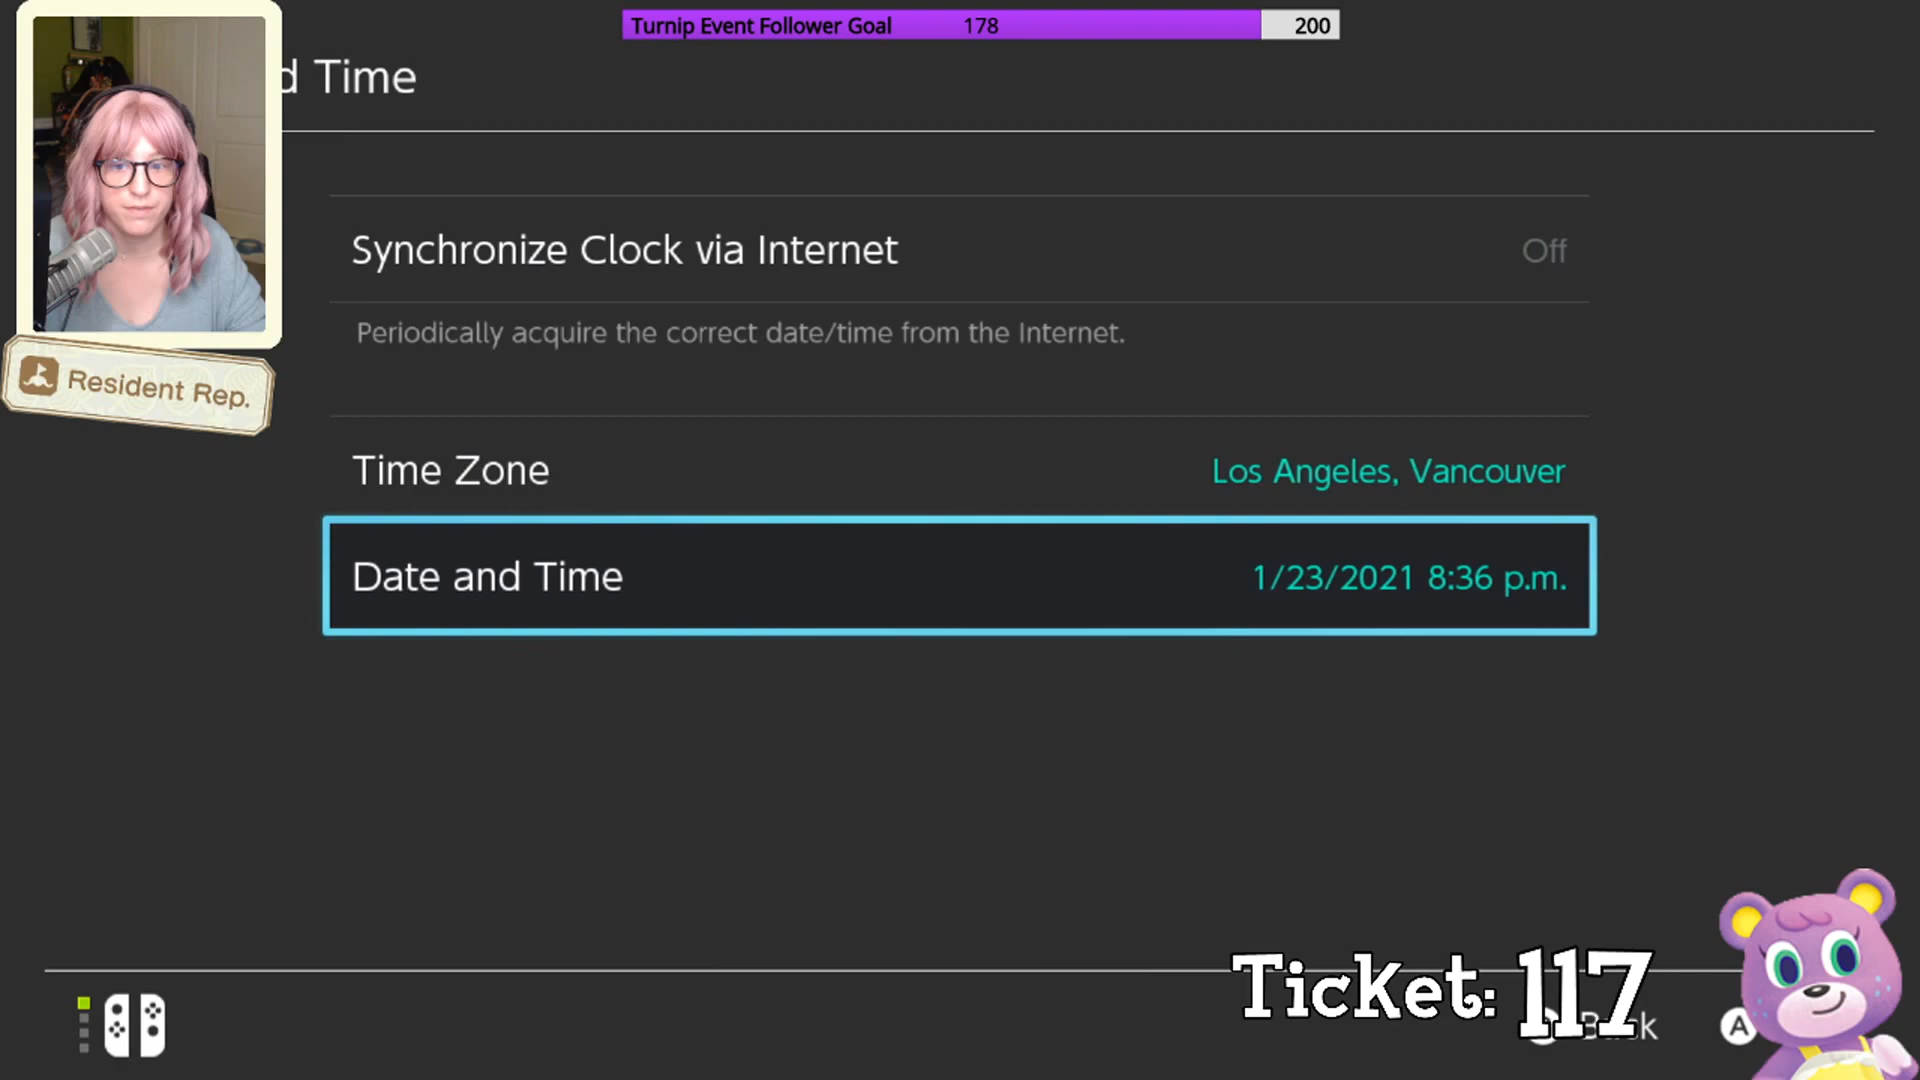 Turnip Event Follower Goal 178 200
d Time
Synchronize Clock via Internet Off
Periodically acquire the correct date/time from the Internet.
Resident Rep.
Time Zone Los Angeles, Vancouver
Date and Time 1/23/2021 8:36 p.m.
Ticket: 117
Back
A